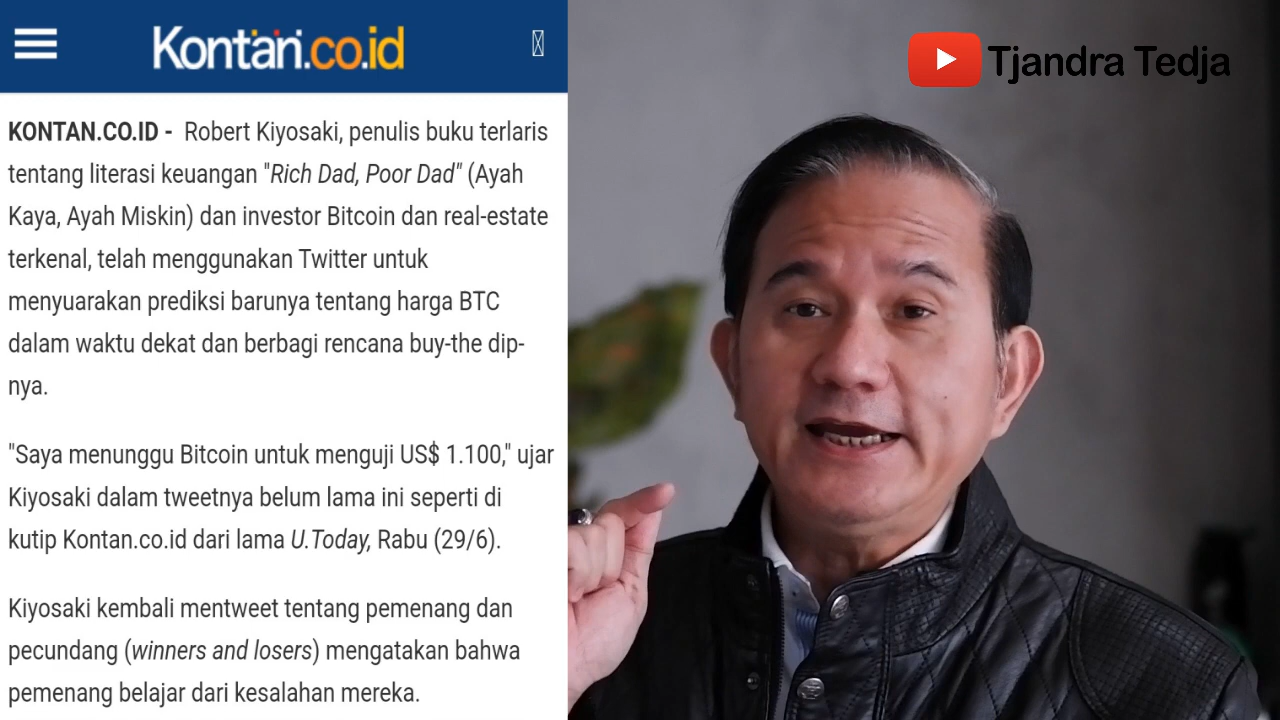 Kontan.co.id
Tjandra Tedja
KONTAN.CO.ID - Robert Kiyosaki, penulis buku terlaris
tentang literasi keuangan "Rich Dad, Poor Dad" (Ayah
Kaya, Ayah Miskin) dan investor Bitcoin dan real-estate
terkenal, telah menggunakan Twitter untuk
menyuarakan prediksi barunya tentang harga BTC
dalam waktu dekat dan berbagi rencana buy-the dip-
nya.
"Saya menunggu Bitcoin untuk menguji US$ 1.100," ujar
Kiyosaki dalam tweetnya belum lama ini seperti di
kutip Kontan.co.id dari lama U.Today, Rabu (29/6).
Kiyosaki kembali mentweet tentang pemenang dan
pecundang (winners and losers) mengatakan bahwa
pemenang belajar dari kesalahan mereka.